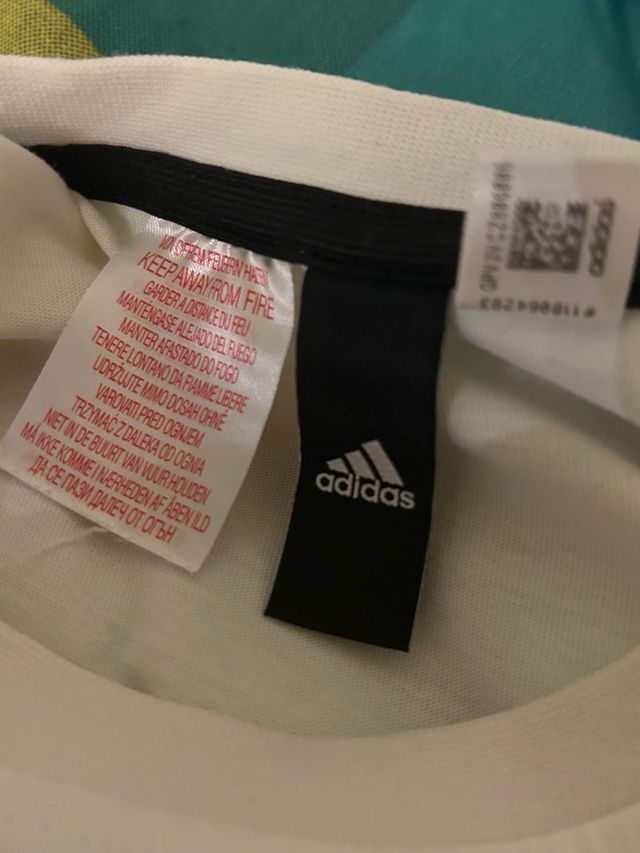 KEEP AWAY FROM FIRE
GARDER A DISTANCE DU FEU
MANTÉNGASE ALEJADO DEL FUEGO
MANTER AFASTADO DO FOGO
TENERE LONTANO DA FIAMME LIBERE
UDRŽUJTE MIMO DOSAH OHNĚ
VAROVATI PRED OGNJEM
TRZYMAĆ Z DALEKA OD OGNIA
NIET IN DE BUURT VAN VUUR HOUDEN
MÅ IKKE KOMME I NÆRHEDEN AF ÅBEN ILD
ДА СЕ ПАЗИ ДАЛЕЧ ОТ ОГЪН
adidas
adidas